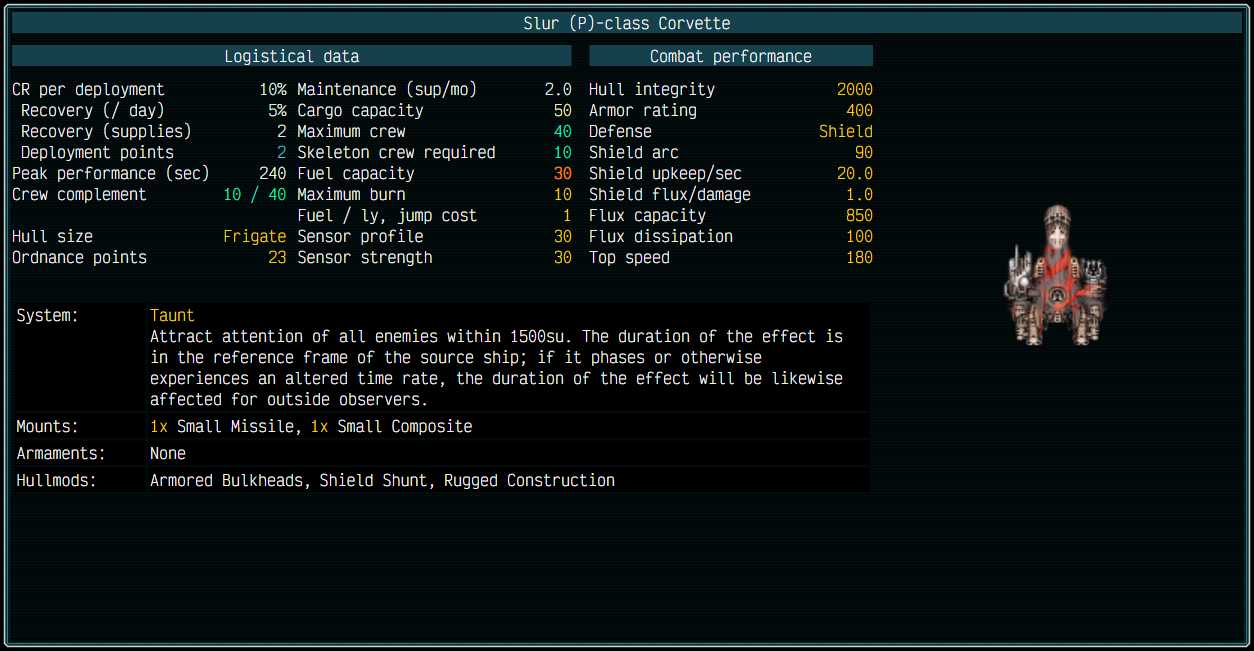 Slur (P)-class Corvette
Logistical data
CR per deployment 10% Maintenance (sup/mo) 2.0
Recovery (/ day) 5% Cargo capacity 50
Recovery (supplies) 2 Maximum crew 40
Deployment points 2 Skeleton crew required 10
Peak performance (sec) 240 Fuel capacity 30
Crew complement 10 / 40 Maximum burn 10
Fuel / ly, jump cost 1
Hull size Frigate Sensor profile 30
Ordnance points 23 Sensor strength 30
Combat performance
Hull integrity 2000
Armor rating 400
Defense Shield
Shield arc 90
Shield upkeep/sec 20.0
Shield flux/damage 1.0
Flux capacity 850
Flux dissipation 100
Top speed 180
System: Taunt
Attract attention of all enemies within 1500su. The duration of the effect is
in the reference frame of the source ship; if it phases or otherwise
experiences an altered time rate, the duration of the effect will be likewise
affected for outside observers.
Mounts: 1x Small Missile, 1x Small Composite
Armaments: None
Hullmods: Armored Bulkheads, Shield Shunt, Rugged Construction